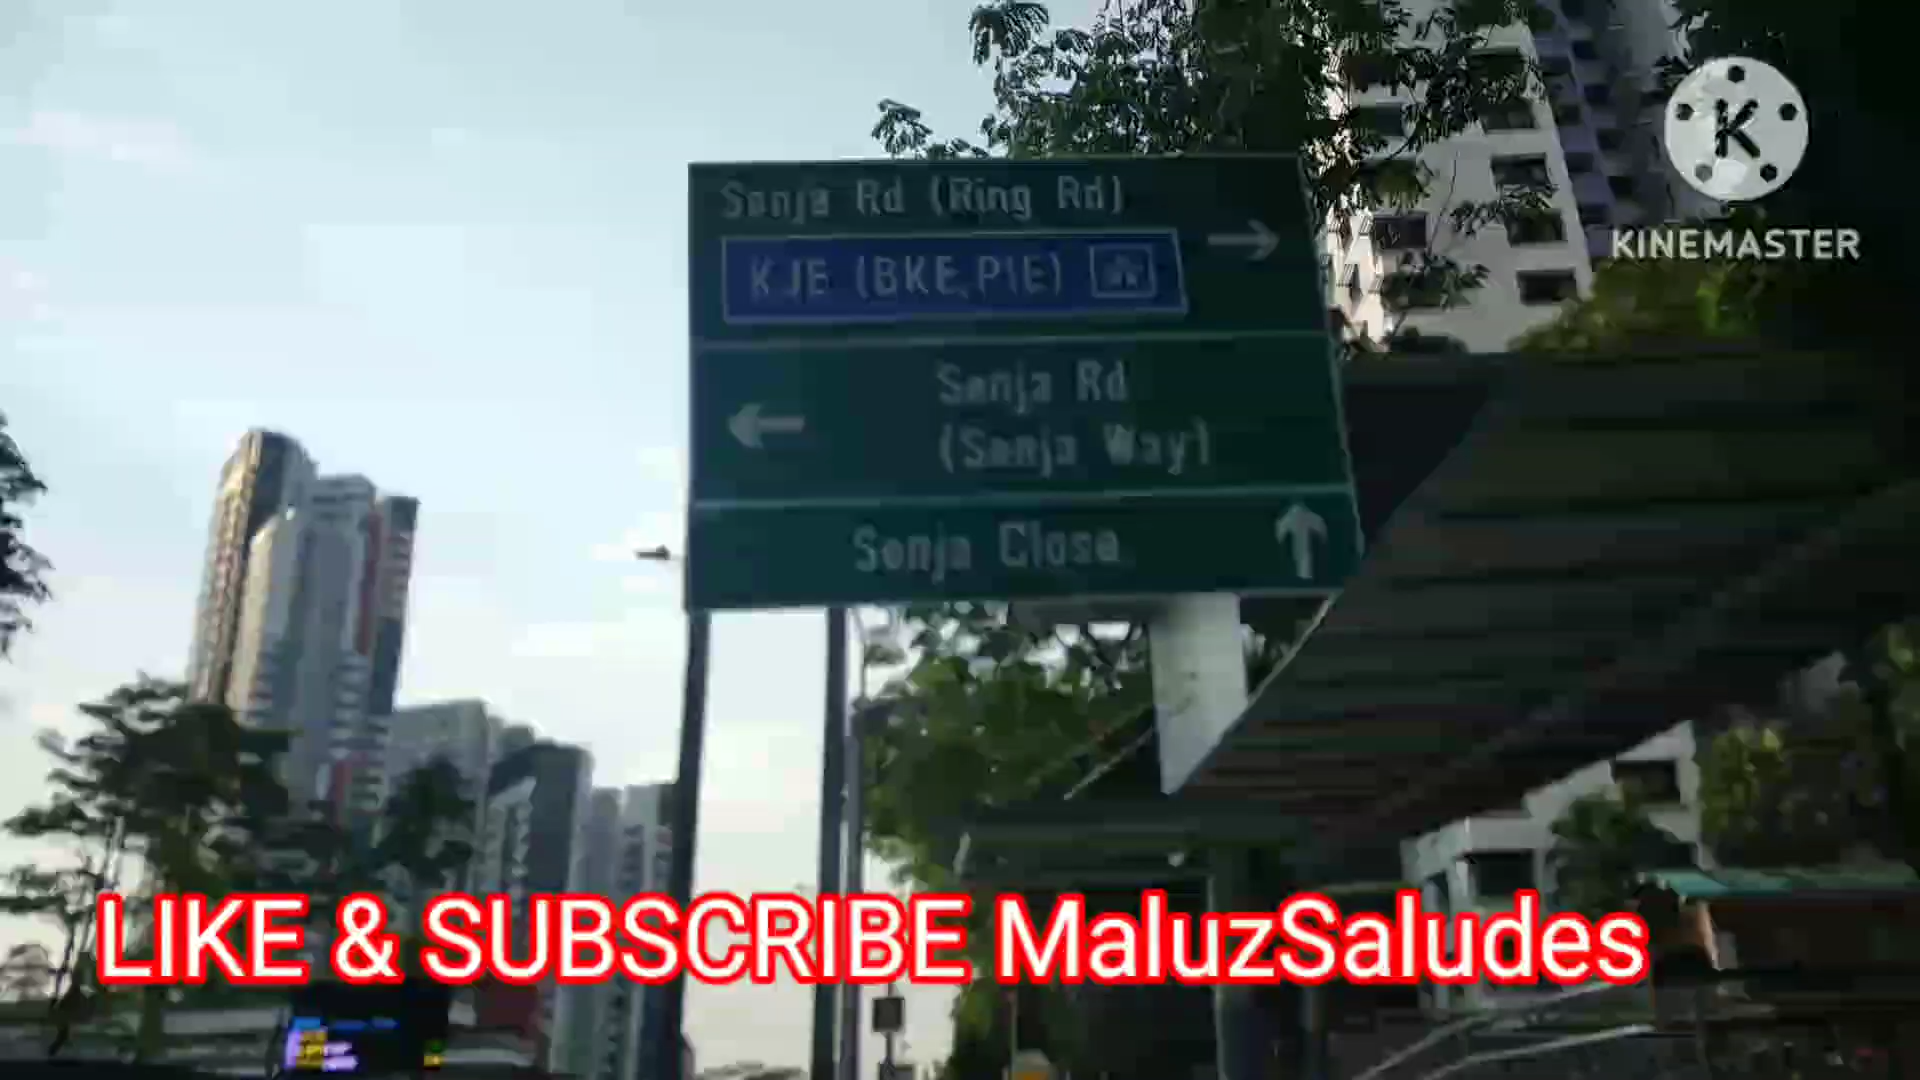 Senja Rd (Ring Rd)
KJE (BKE, PIE)
Senja Rd
(Senja Way)
Senja Close
K
KINEMASTER
LIKE & SUBSCRIBE MaluzSaludes